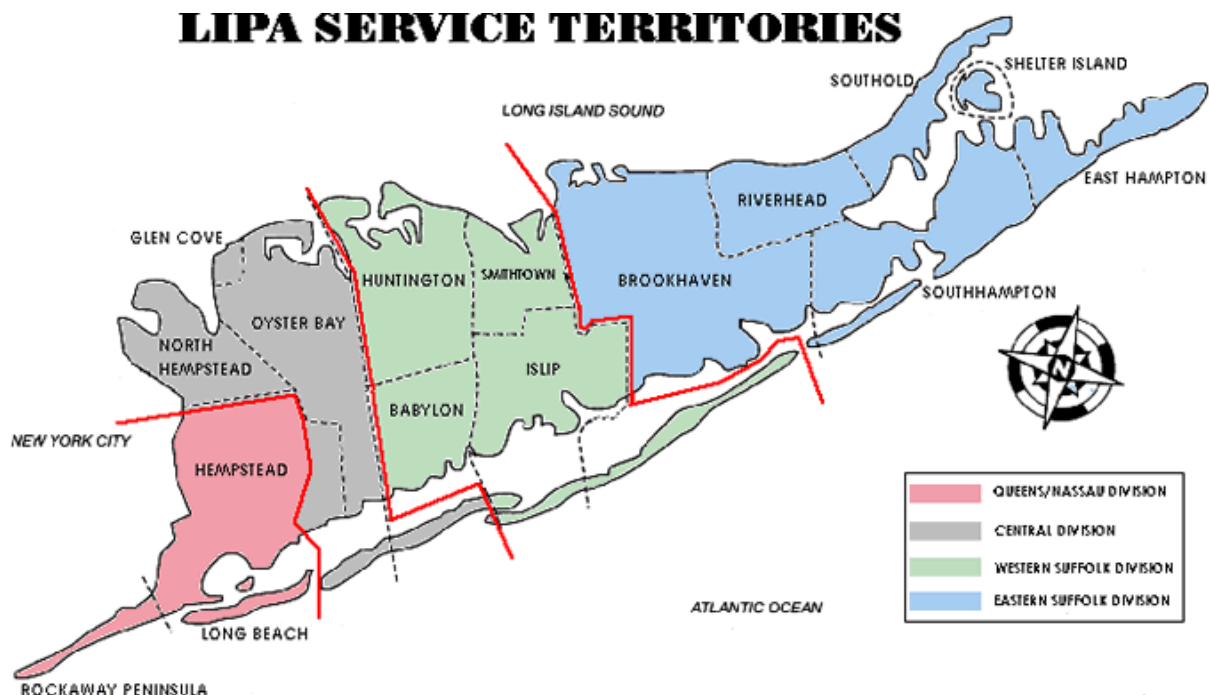 LIPA SERVICE TERRITORIES
SHELTER ISLAND
SOUTHOLD
LONG ISLAND SOUND
EAST HAMPTON
RIVERHEAD
GLEN COVE
HUNTINGTON
SMITHTOWN
BROOKHAVEN
SOUTHHAMPTON
OYSTER BAY
NORTH
HEMPSTEAD
ISLIP
BABYLON
N
NEW YORK CITY
HEMPSTEAD
QUEENS/NASSAU DIVISION
CENTRAL DIVISION
WESTERN SUFFOLK DIVISION
EASTERN SUFFOLK DIVISION
ATLANTIC OCEAN
LONG BEACH
ROCKAWAY PENINSULA